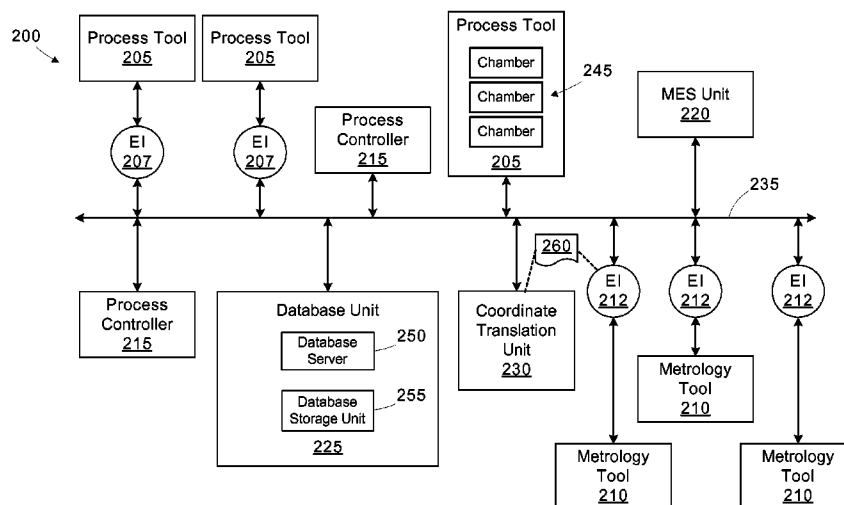 200
Process Tool
205
Process Tool
205
Process Tool
Chamber
Chamber
Chamber
205
245
MES Unit
220
EI
207
EI
207
Process
Controller
215
235
260
EI
212
EI
212
EI
212
Process
Controller
215
Database Unit
Database
Server
250
Database
Storage Unit
255
225
Coordinate
Translation
Unit
230
Metrology
Tool
210
Metrology
Tool
210
Metrology
Tool
210